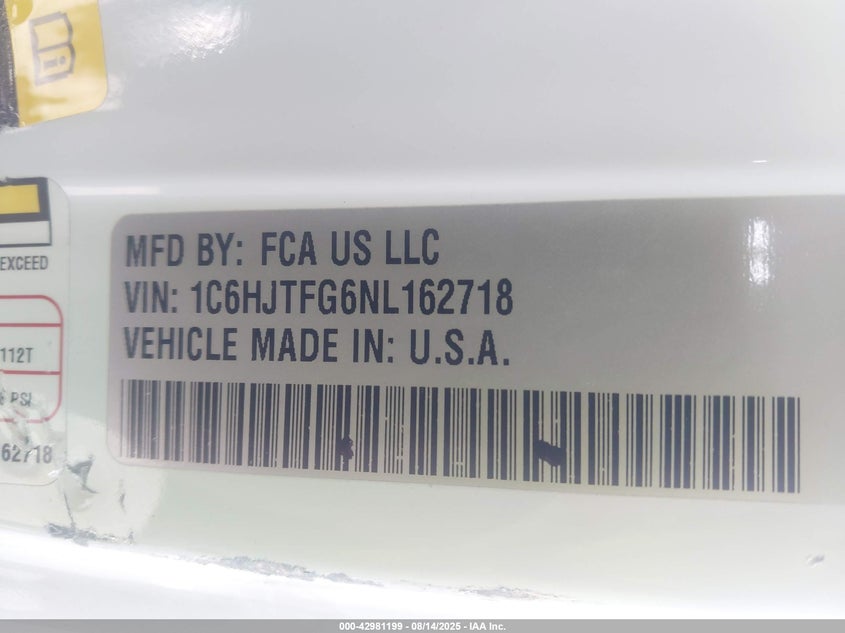 MFD BY: FCA US LLC
VIN: 1C6HJTFG6NL162718
VEHICLE MADE IN: U.S.A.
EXCEED
112T
PSI
62718
000-42981199 - 08/14/2025 - IAA Inc.